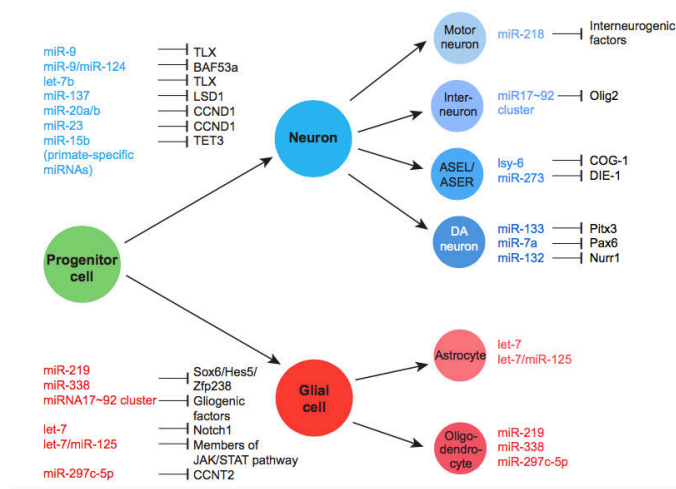 miR-9 TLX
miR-9/miR-124 BAF53a
let-7b TLX
miR-137 LSD1
miR-20a/b CCND1
miR-23 CCND1
miR-15b TET3
(primate-specific
miRNAs)
Progenitor
cell
Neuron
Motor
neuron
miR-218
Interneurogenic
factors
Inter-
neuron
miR17~92
cluster
Olig2
ASEL/
ASER
lsy-6 COG-1
miR-273 DIE-1
DA
neuron
miR-133 Pitx3
miR-7a Pax6
miR-132 Nurr1
miR-219
miR-338
Sox6/Hes5/
Zfp238
miRNA17~92 cluster
Gliogenic
factors
let-7 Notch1
let-7/miR-125
Members of
JAK/STAT pathway
miR-297c-5p CCNT2
Glial
cell
Astrocyte
let-7
let-7/miR-125
Oligo-
dendro-
cyte
miR-219
miR-338
miR-297c-5p